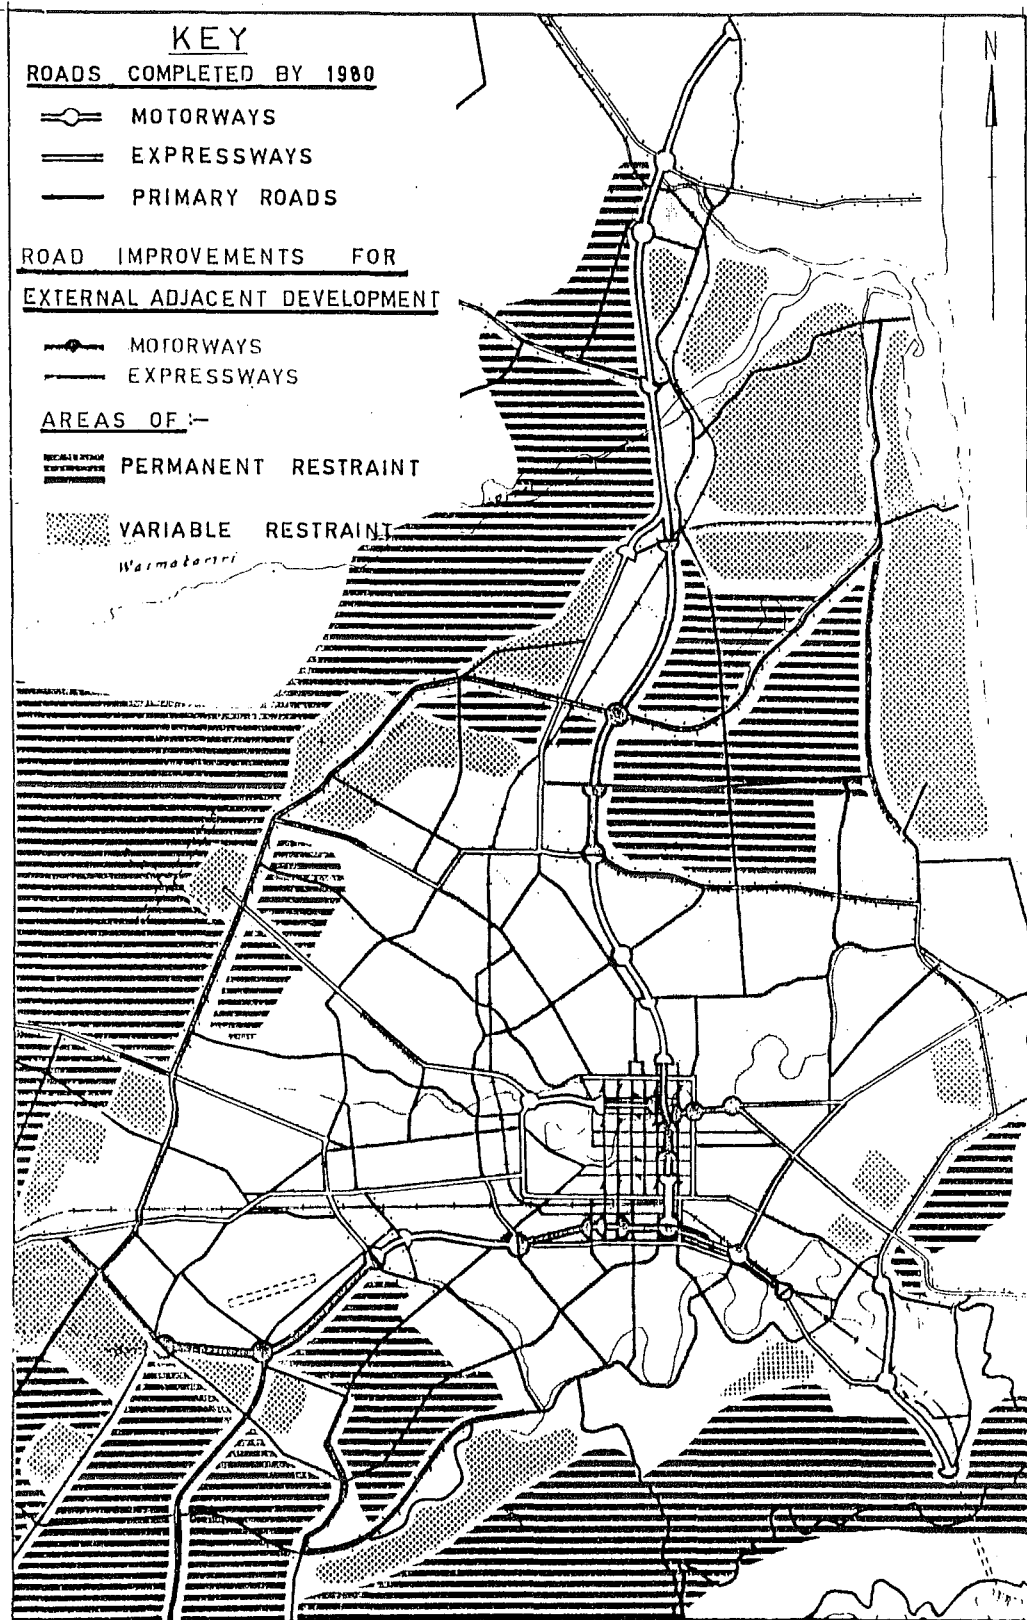 KEY
ROADS COMPLETED BY 1980
MOTORWAYS
EXPRESSWAYS
PRIMARY ROADS
ROAD IMPROVEMENTS FOR
EXTERNAL ADJACENT DEVELOPMENT
MOTORWAYS
EXPRESSWAYS
AREAS OF :-
PERMANENT RESTRAINT
VARIABLE RESTRAINT
Waimakariri
N